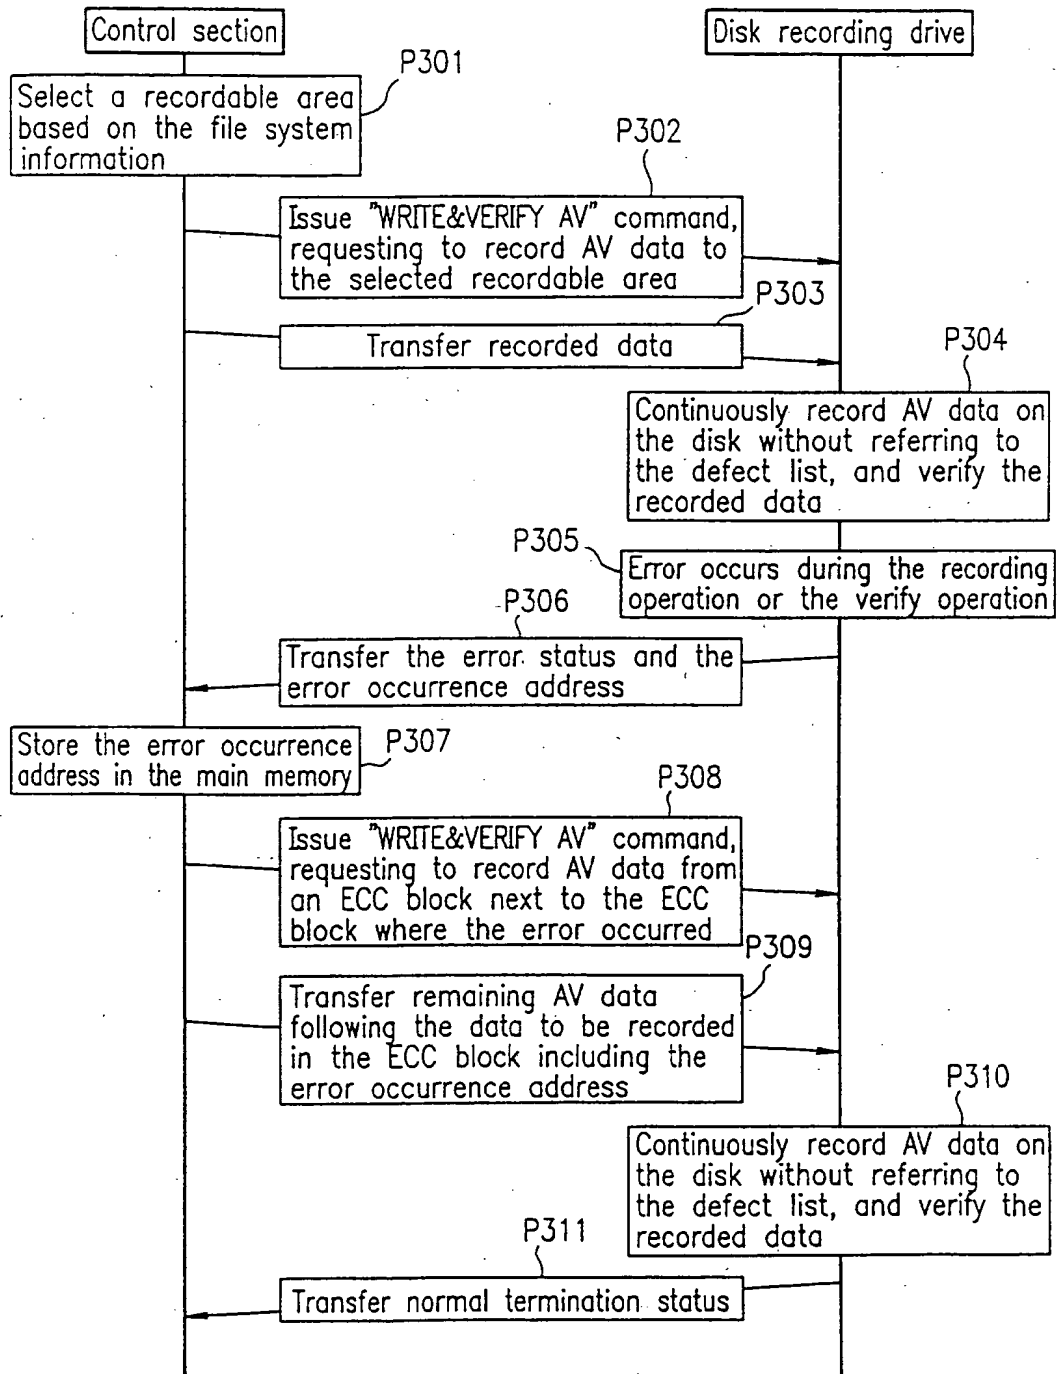 Control section
Disk recording drive
P301
Select a recordable area
based on the file system
information
P302
Issue "WRITE&VERIFY AV" command,
requesting to record AV data to
the selected recordable area
P303
Transfer recorded data
P304
Continuously record AV data on
the disk without referring to
the defect list, and verify the
recorded data
P305
Error occurs during the recording
operation or the verify operation
P306
Transfer the error status and the
error occurrence address
Store the error occurrence
address in the main memory
P307
P308
Issue "WRITE&VERIFY AV" command,
requesting to record AV data from
an ECC block next to the ECC
block where the error occurred
P309
Transfer remaining AV data
following the data to be recorded
in the ECC block including the
error occurrence address
P310
Continuously record AV data on
the disk without referring to
the defect list, and verify the
recorded data
P311
Transfer normal termination status